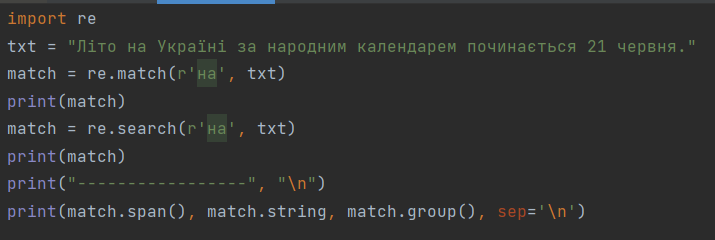 import re
txt = "Літо на Україні за народним календарем починається 21 червня."
match = re.match(r'на', txt)
print(match)
match = re.search(r'на', txt)
print(match)
print("-----------------", "\n")
print(match.span(), match.string, match.group(), sep='\n')